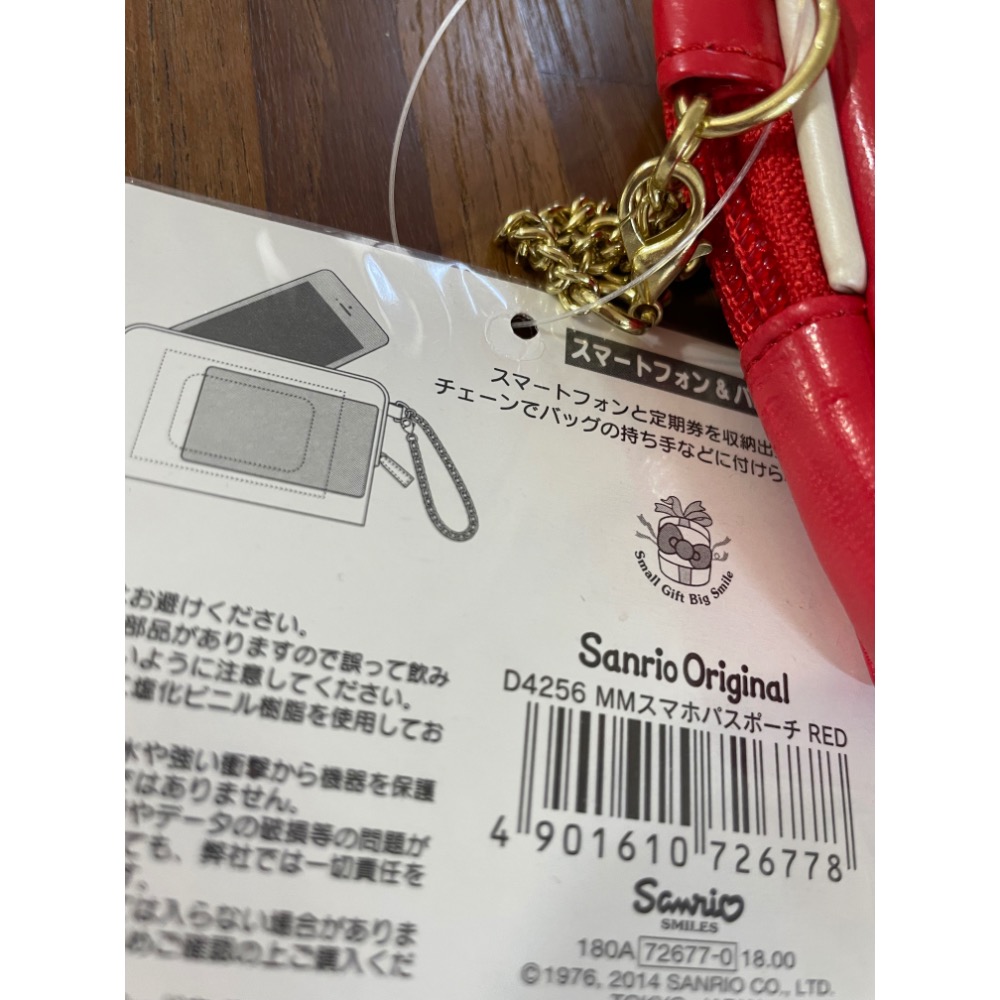 スマートフォン&パ
スマートフォンと定期券を収納出
チェーンでバッグの持ち手などに付けら
Small Gift Big Smile
Sanrio Original
D4256 MMスマホパスポーチ RED
4 901610 726778
Sanrio
SMILES
180A 72677-0 18.00
©1976, 2014 SANRIO CO., LTD.
お避けください。
部品がありますので誤って飲み
いように注意してください。
塩化ビニル樹脂を使用してお
水や強い衝撃から機器を保護
ではありません。
やデータの破損等の問題が
ても、弊社では一切責任を
す。
ては入らない場合がありま
めご確認の上ご購入くだ